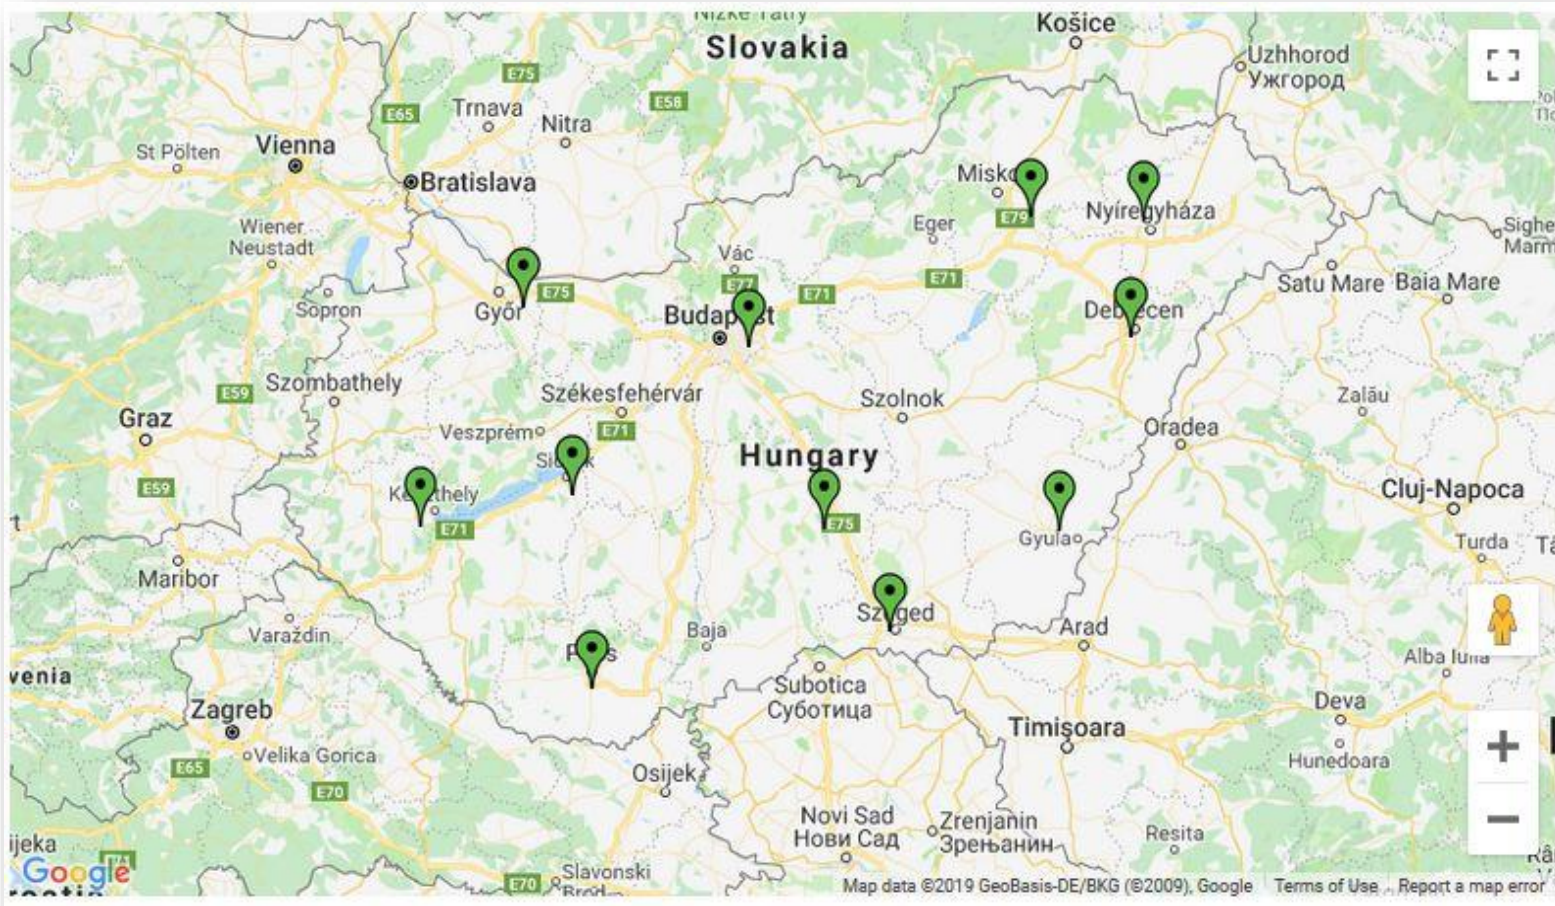 Nízke Tatry
Košice
Slovakia
Uzhhorod
Ужгород
E75
E58
E65
Trnava
Nitra
Vienna
St Pölten
Bratislava
Nyíregyháza
E79
Eger
Wiener
Neustadt
Vác
E77
E71
E71
Satu Mare
Baia Mare
E75
Sopron
Győr
Budapest
Debrecen
Szombathely
E59
Székesfehérvár
Szolnok
Zalău
Graz
Veszprém
E71
Oradea
Hungary
E59
Keszthely
E71
E75
Cluj-Napoca
Gyula
Turda
Maribor
Varaždin
Baja
Szeged
Arad
Alba Iulia
venia
Subotica
Суботица
Zagreb
Deva
Timișoara
Velika Gorica
E65
E70
Osijek
Hunedoara
Novi Sad
Нови Сад
Zrenjanin
Зрењанин
Resita
ijeka
Google
E70
Slavonski
Brod
Map data ©2019 GeoBasis-DE/BKG (©2009), Google
Terms of Use
Report a map error